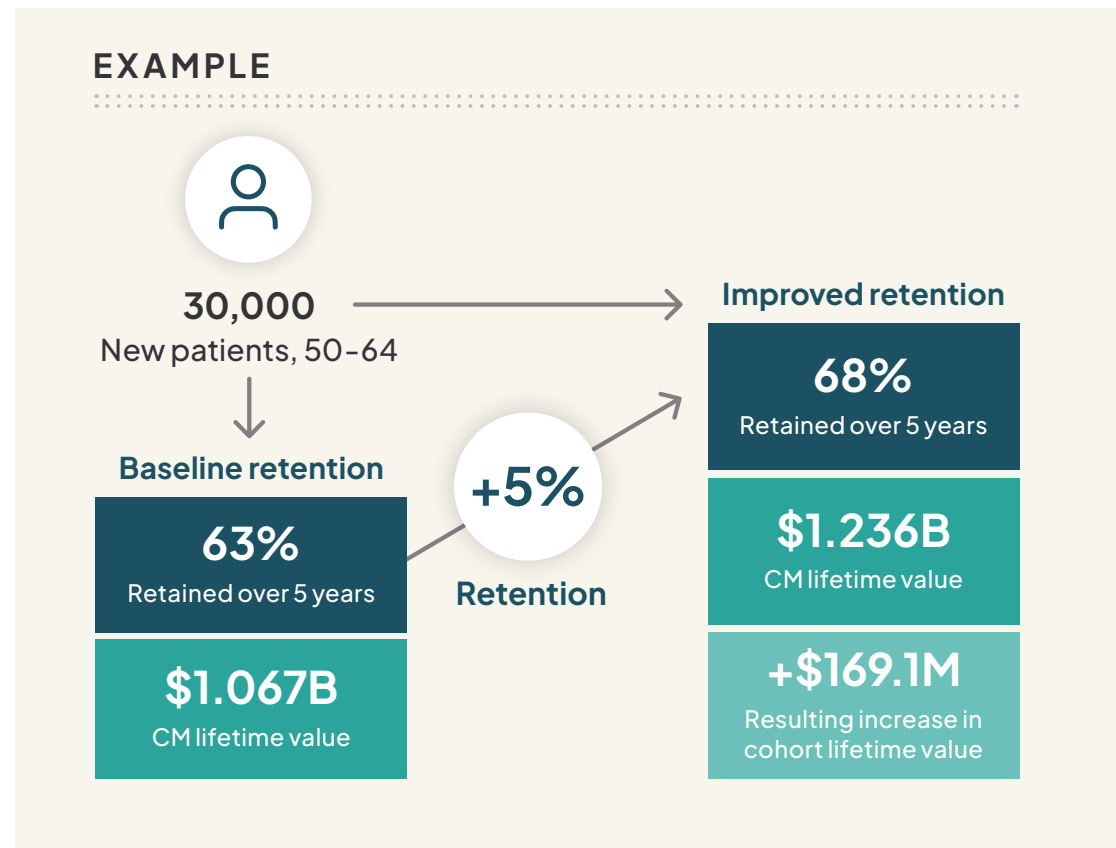 EXAMPLE
30,000
New patients, 50-64
Baseline retention
63%
Retained over 5 years
$1.067B
CM lifetime value
+5%
Retention
Improved retention
68%
Retained over 5 years
$1.236B
CM lifetime value
+$169.1M
Resulting increase in
cohort lifetime value